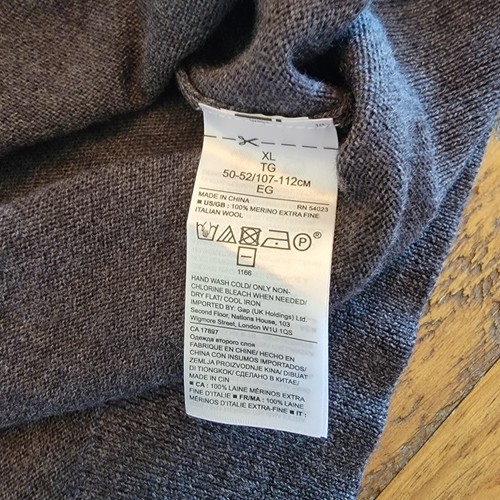 XL
TG
50-52/107-112CM
EG
MADE IN CHINA RN 54023
■ US/GB : 100% MERINO EXTRA FINE
ITALIAN WOOL
P ®
1166
HAND WASH COLD/ ONLY NON-
CHLORINE BLEACH WHEN NEEDED/
DRY FLAT/ COOL IRON
IMPORTED BY: Gap (UK Holdings) Ltd.
Second Floor, Nations House, 103
Wigmore Street, London W1U 1QS
CA 17897
Одежда второго слоя
FABRIQUE EN CHINE/ HECHO EN
CHINA CON INSUMOS IMPORTADOS/
ZEMLJA PROIZVODNJE KINA/ DIBUAT
DI TIONGKOK/ СДЕЛАНО В КИТАЕ/
MADE IN CIN
■ CA : 100% LAINE MÉRINOS EXTRA
FINE D'ITALIE ■ FR/MA : 100% LAINE
MÉRINOS D'ITALIE EXTRA-FINE ■ IT :